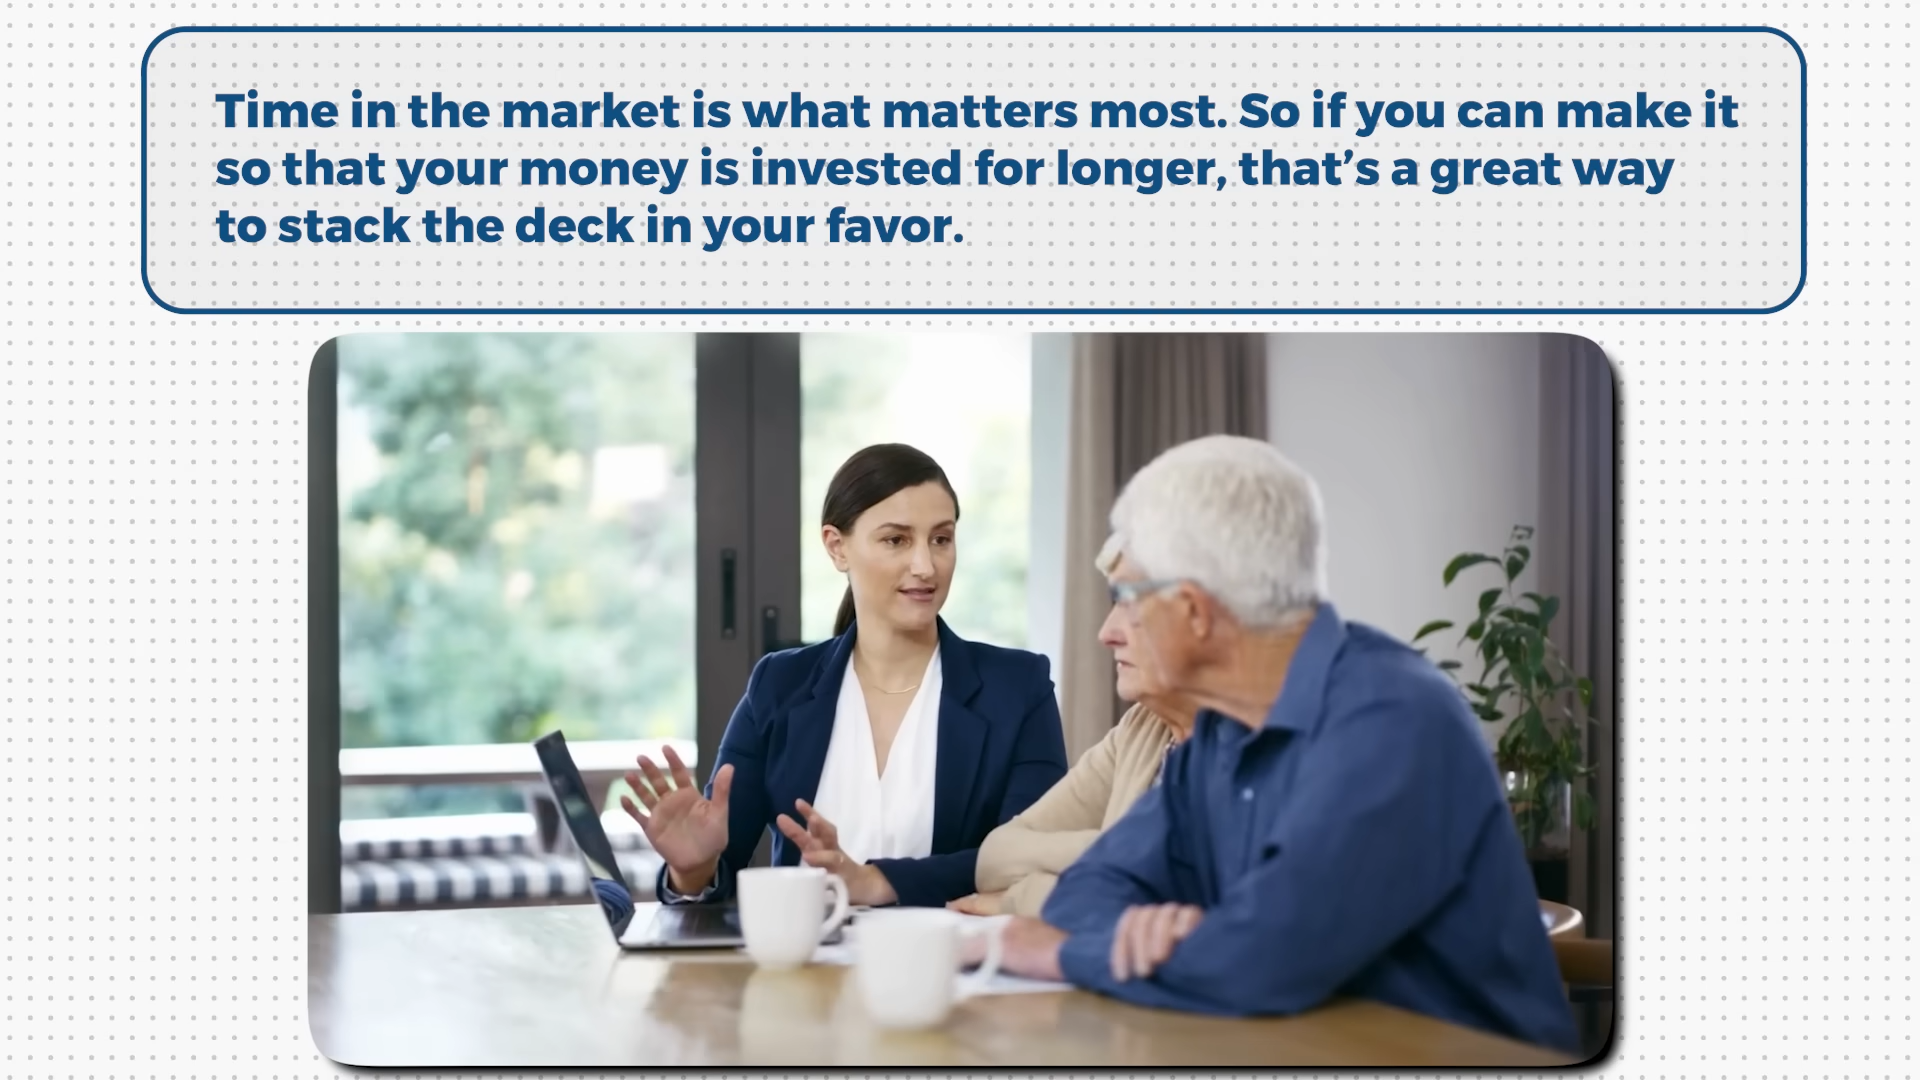 Time in the market is what matters most. So if you can make it
so that your money is invested for longer, that’s a great way
to stack the deck in your favor.